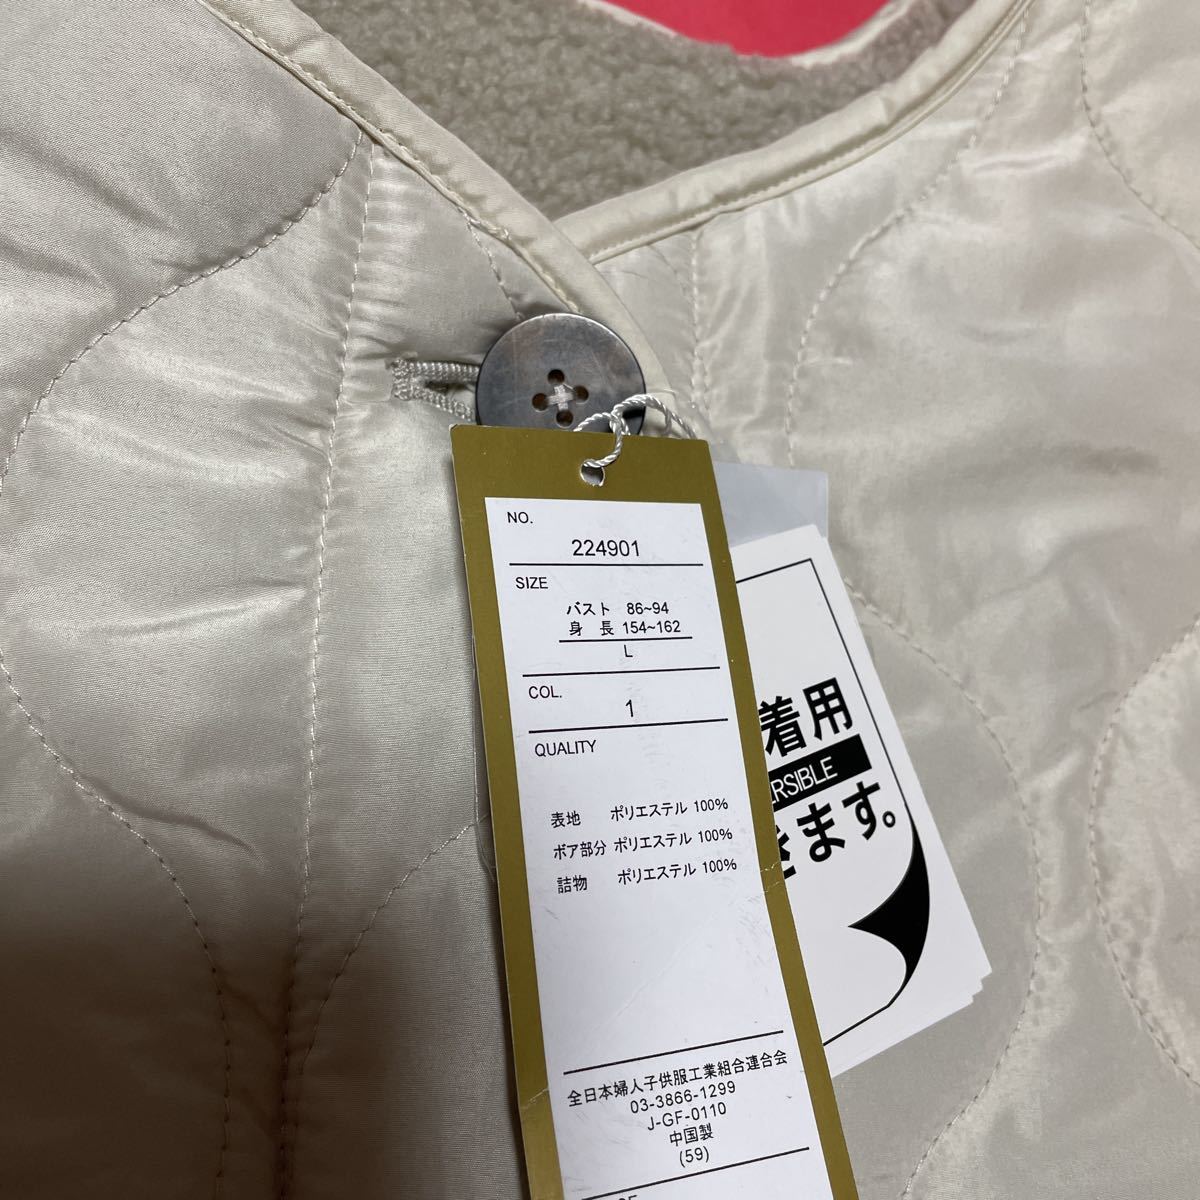 NO.
224901
SIZE
バスト 86~94
身 長 154~162
L
COL.
1
QUALITY
表地 ポリエステル 100%
ボア部分 ポリエステル 100%
詰物 ポリエステル 100%
全日本婦人子供服工業組合連合会
03-3866-1299
J-GF-0110
中国製
(59)
着用
ERSIBLE
きます。